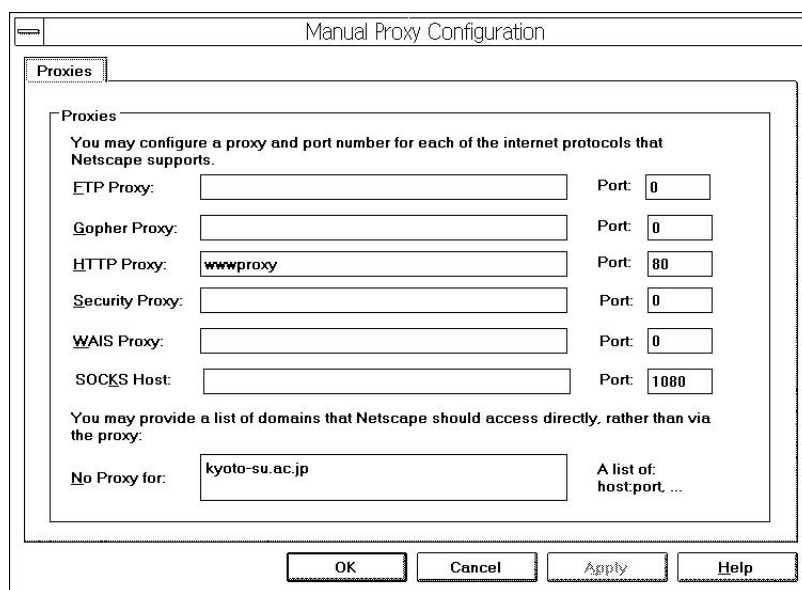 Manual Proxy Configuration
Proxies
Proxies
You may configure a proxy and port number for each of the internet protocols that
Netscape supports.
FTP Proxy: Port: 0
Gopher Proxy: Port: 0
HTTP Proxy: wwwproxy Port: 80
Security Proxy: Port: 0
WAIS Proxy: Port: 0
SOCKS Host: Port: 1080
You may provide a list of domains that Netscape should access directly, rather than via
the proxy:
No Proxy for: kyoto-su.ac.jp A list of:
host:port, ...
OK Cancel Apply Help